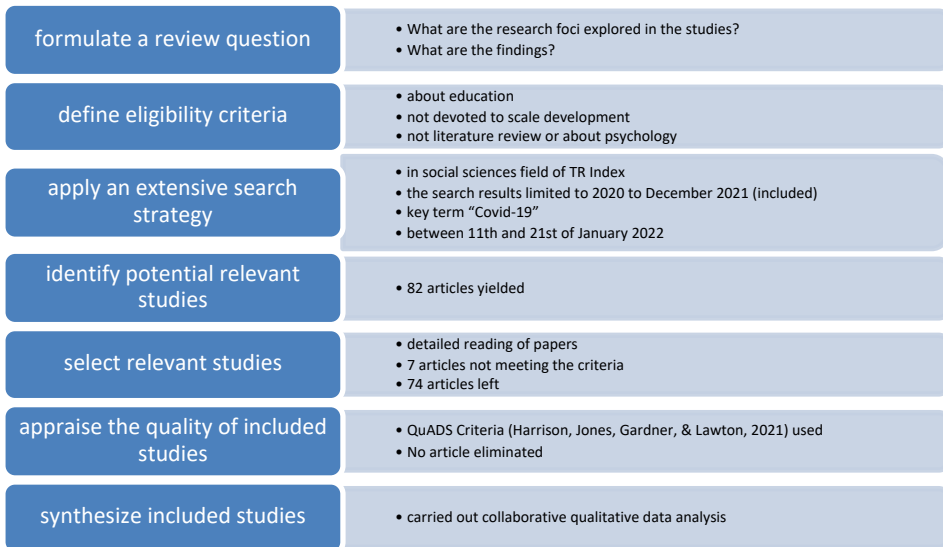 formulate a review question
• What are the research foci explored in the studies?
• What are the findings?
define eligibility criteria
• about education
• not devoted to scale development
• not literature review or about psychology
apply an extensive search
strategy
• in social sciences field of TR Index
• the search results limited to 2020 to December 2021 (included)
• key term “Covid-19”
• between 11th and 21st of January 2022
identify potential relevant
studies
• 82 articles yielded
select relevant studies
• detailed reading of papers
• 7 articles not meeting the criteria
• 74 articles left
appraise the quality of included
studies
• QuADS Criteria (Harrison, Jones, Gardner, & Lawton, 2021) used
• No article eliminated
synthesize included studies
• carried out collaborative qualitative data analysis